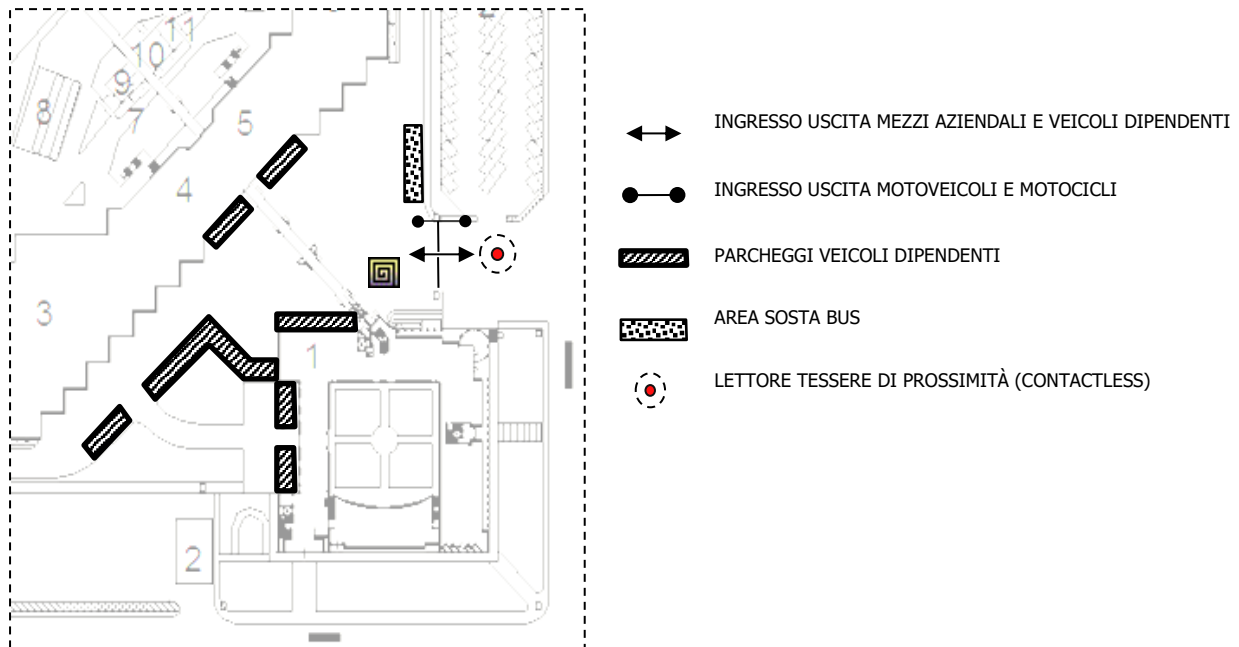 11
10
9
8
7
5
4
3
1
2
INGRESSO USCITA MEZZI AZIENDALI E VEICOLI DIPENDENTI
INGRESSO USCITA MOTOVEICOLI E MOTOCICLI
PARCHEGGI VEICOLI DIPENDENTI
AREA SOSTA BUS
LETTORE TESSERE DI PROSSIMITÀ (CONTACTLESS)